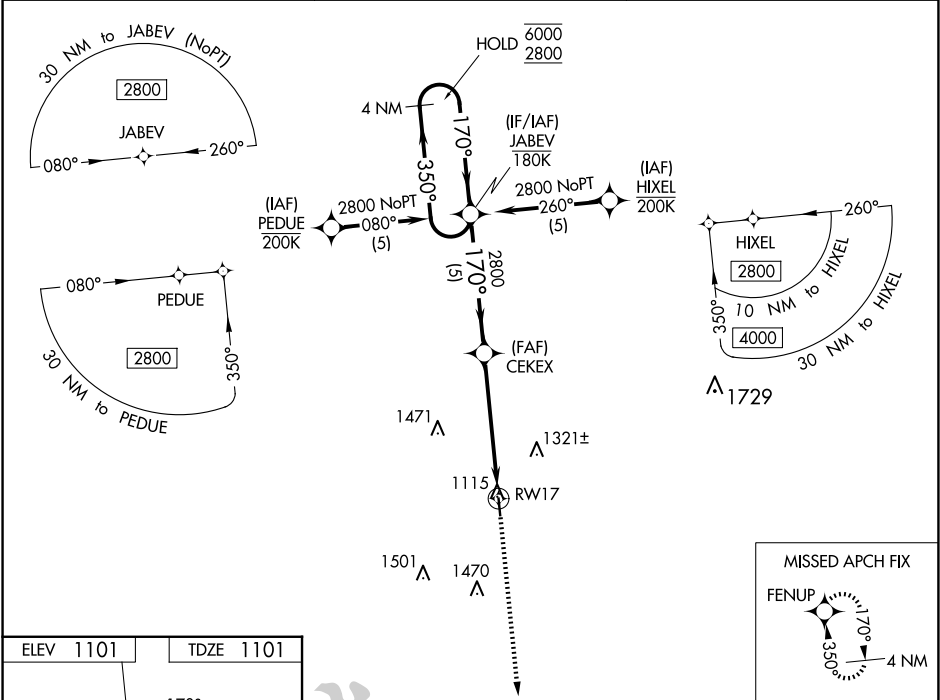 30 NM to JABEV (NoPT)
2800
JABEV
080°
260°
HOLD 6000
2800
4 NM
170°
350°
(IF/IAF)
JABEV
180K
(IAF)
PEDUE
200K
2800 NoPT
080°
(5)
2800 NoPT
260°
(5)
(IAF)
HIXEL
200K
2800
170°
(5)
(FAF)
CEKEX
080°
PEDUE
2800
350°
30 NM to PEDUE
260°
HIXEL
2800
10 NM to HIXEL
350°
4000
30 NM to HIXEL
1729
1471
1321±
1115
RW17
1501
1470
MISSED APCH FIX
FENUP
170°
350°
4 NM
ELEV 1101
TDZE 1101